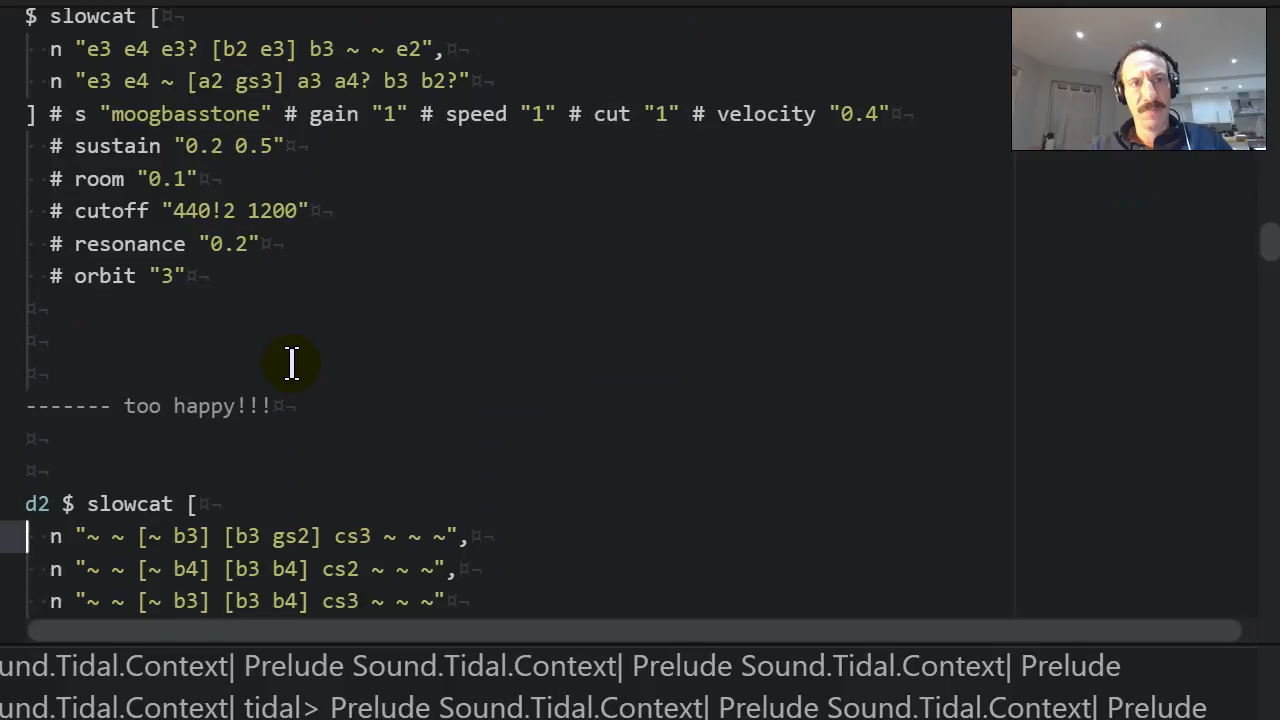 $ slowcat [
n "e3 e4 e3? [b2 e3] b3 ~ ~ e2",
n "e3 e4 ~ [a2 gs3] a3 a4? b3 b2?"
] # s "moogbasstone" # gain "1" # speed "1" # cut "1" # velocity "0.4"
# sustain "0.2 0.5"
# room "0.1"
# cutoff "440!2 1200"
# resonance "0.2"
# orbit "3"
------- too happy!!!
d2 $ slowcat [
n "~ ~ [~ b3] [b3 gs2] cs3 ~ ~ ~",
n "~ ~ [~ b4] [b3 b4] cs2 ~ ~ ~",
n "~ ~ [~ b3] [b3 b4] cs3 ~ ~ ~"
und.Tidal.Context| Prelude Sound.Tidal.Context| Prelude Sound.Tidal.Context| Prelude
und.Tidal.Context| tidal> Prelude Sound.Tidal.Context| Prelude Sound.Tidal.Context| Prelude